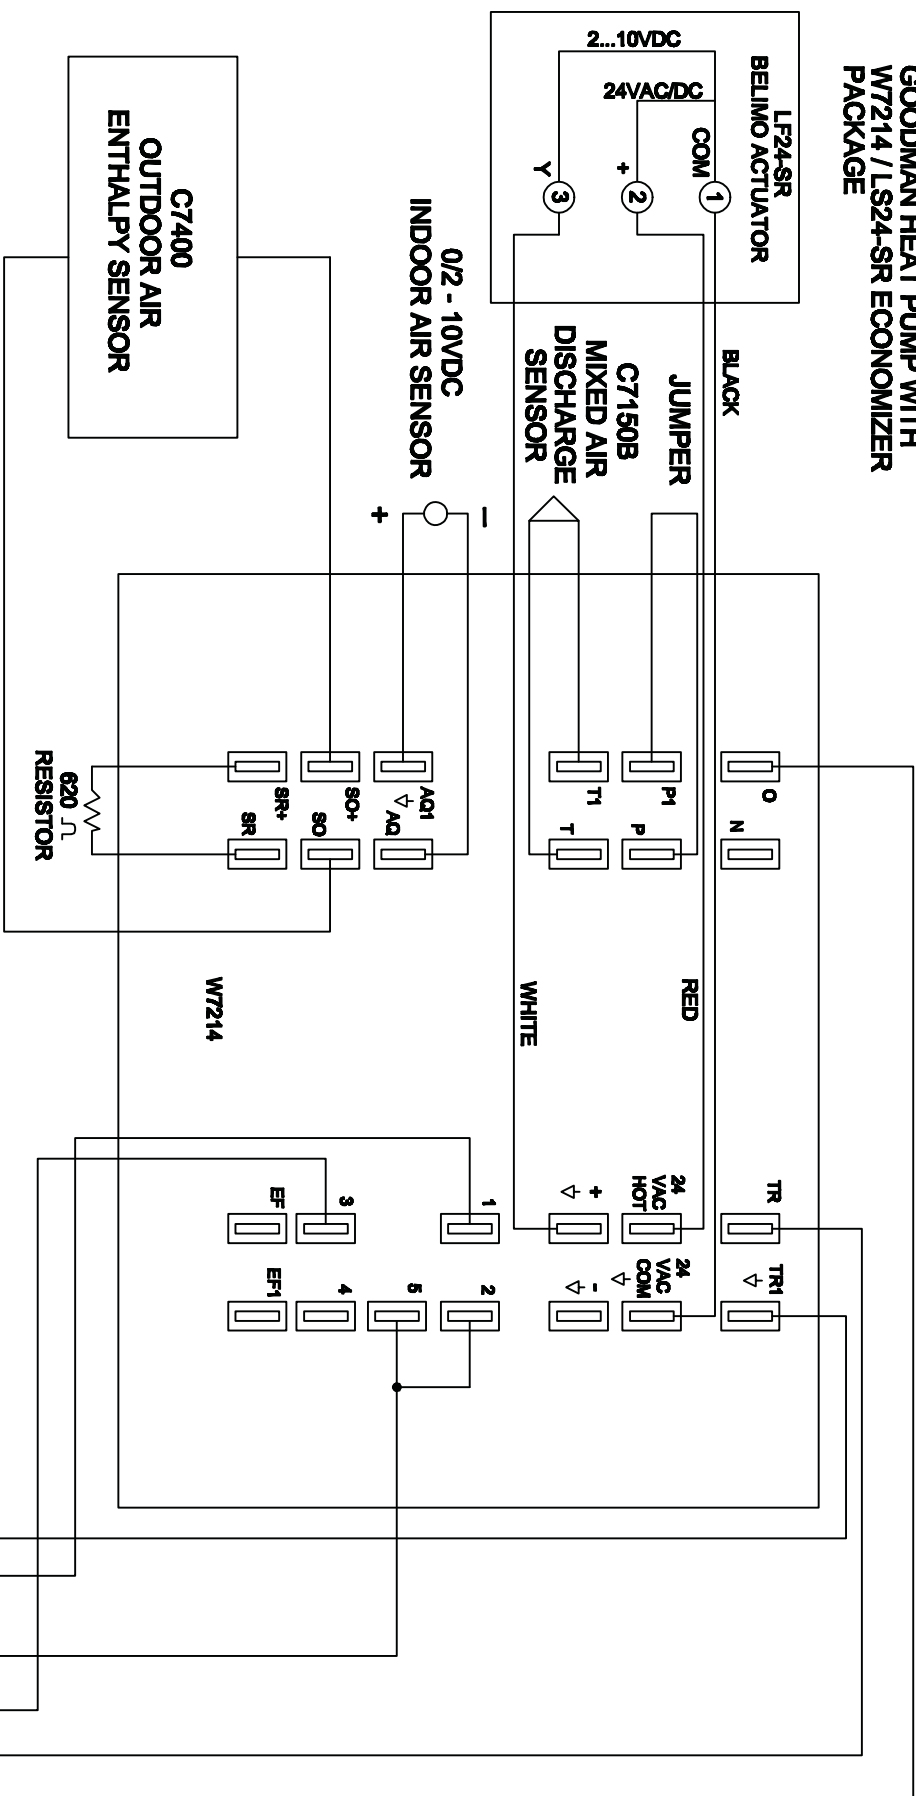 GOODMAN HEAT PUMP WITH
W7214 / LS24-SR ECONOMIZER
PACKAGE
LF24-SR
BELIMO ACTUATOR
COM
1
24VAC/DC
+
2
2...10VDC
Y
3
BLACK
JUMPER
C7150B
MIXED AIR
DISCHARGE
SENSOR
0/2 - 10VDC
INDOOR AIR SENSOR
–
+
C7400
OUTDOOR AIR
ENTHALPY SENSOR
O
N
P1
P
T1
T
AQ1
AQ
SO+
SO
SR+
SR
620
RESISTOR
RED
WHITE
W7214
TR
TR1
24
VAC
HOT
24
VAC
COM
+
-
1
2
5
3
4
EF
EF1